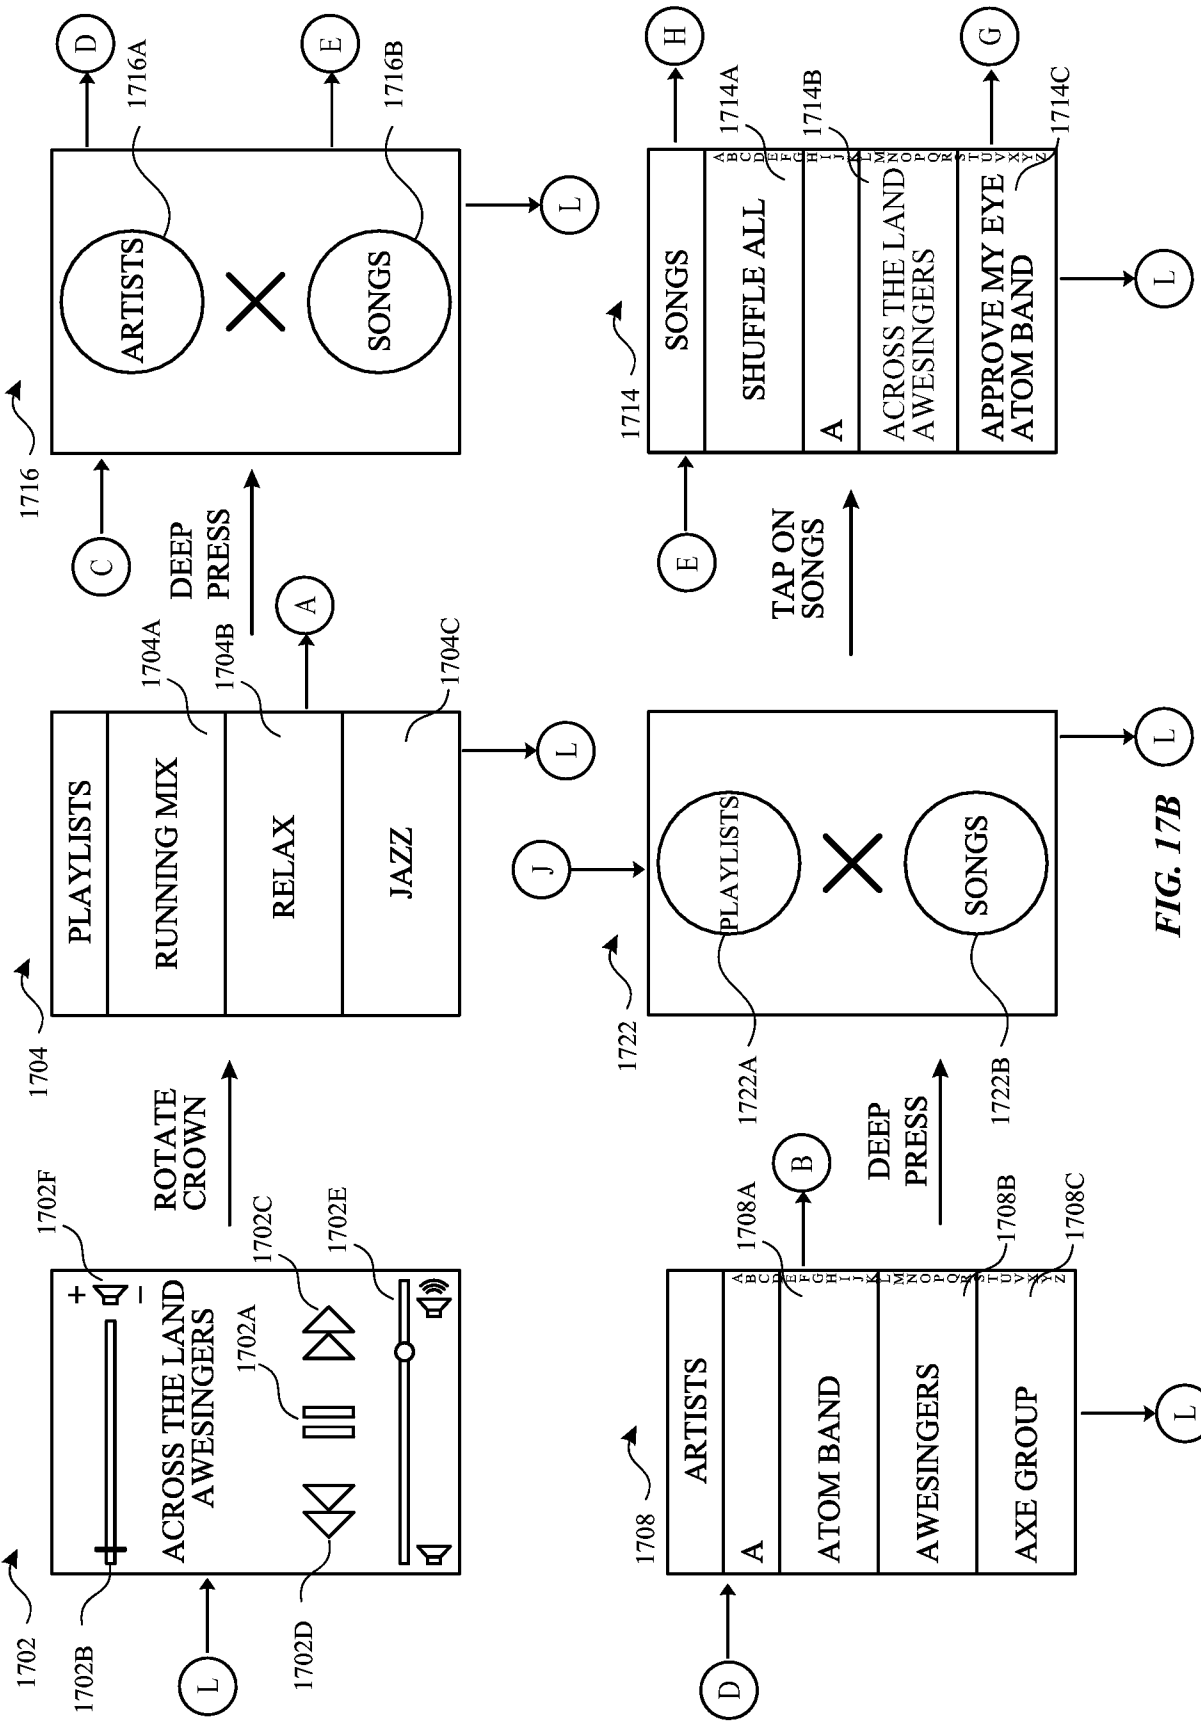 1702
1702B
1702F
+
−
ACROSS THE LAND
AWESINGERS
1702A
1702C
1702D
1702E
L
ROTATE
CROWN
1704
PLAYLISTS
RUNNING MIX
RELAX
JAZZ
1704A
1704B
1704C
A
L
DEEP
PRESS
C
1716
ARTISTS
SONGS
1716A
1716B
D
E
L
D
1708
ARTISTS
A
ATOM BAND
AWESINGERS
AXE GROUP
A
B
C
D
E
F
G
H
I
J
K
L
M
N
O
P
Q
R
S
T
U
V
X
Y
Z
1708A
1708B
1708C
B
L
DEEP
PRESS
J
1722
PLAYLISTS
SONGS
1722A
1722B
L
TAP ON
SONGS
E
1714
SONGS
SHUFFLE ALL
A
ACROSS THE LAND
AWESINGERS
APPROVE MY EYE
ATOM BAND
A
B
C
D
E
F
G
H
I
J
K
L
M
N
O
P
Q
R
S
T
U
V
X
Y
Z
1714A
1714B
1714C
H
G
L
FIG. 17B